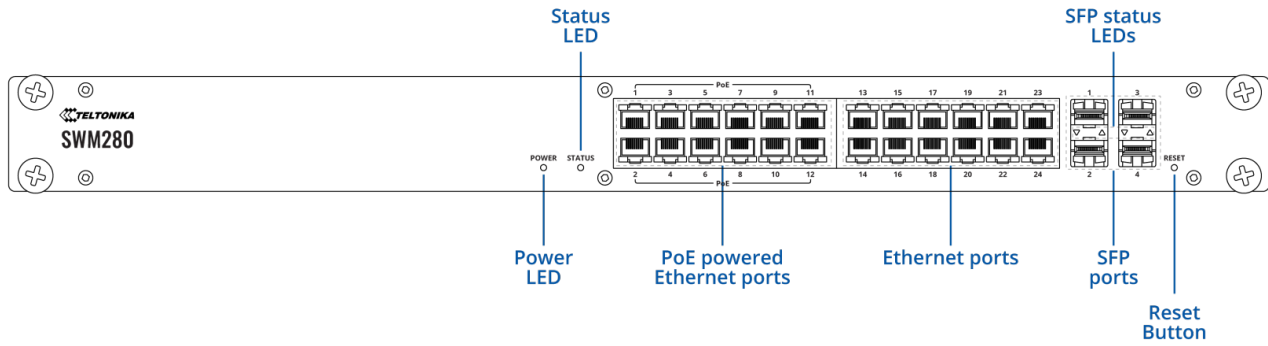 Status
LED
SFP status
LEDs
PoE
1 3 5 7 9 11
13 15 17 19 21 23
1 3
TELTONIKA
SWM280
POWER STATUS
RESET
2 4 6 8 10 12
PoE
14 16 18 20 22 24
2 4
Power
LED
PoE powered
Ethernet ports
Ethernet ports
SFP
ports
Reset
Button